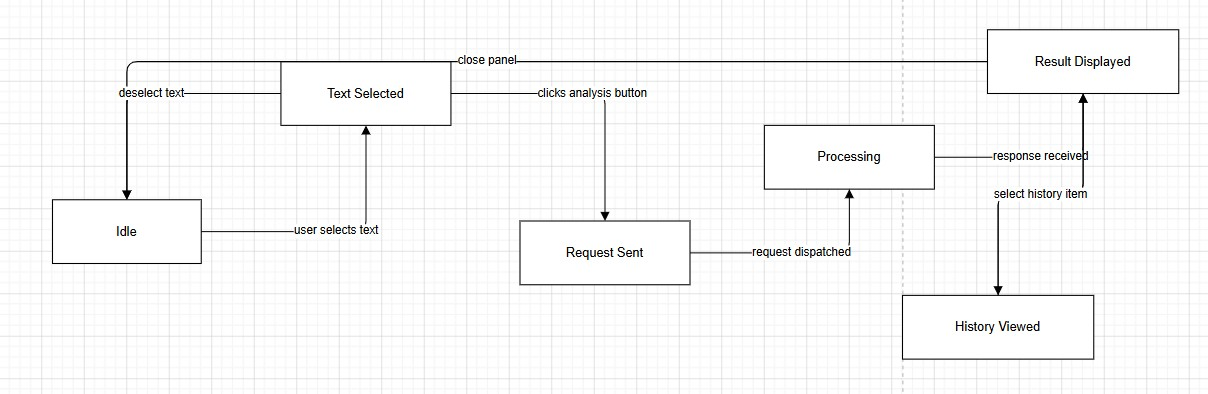 close panel
Result Displayed
deselect text
Text Selected
clicks analysis button
Processing
response received
select history item
Idle
user selects text
Request Sent
request dispatched
History Viewed